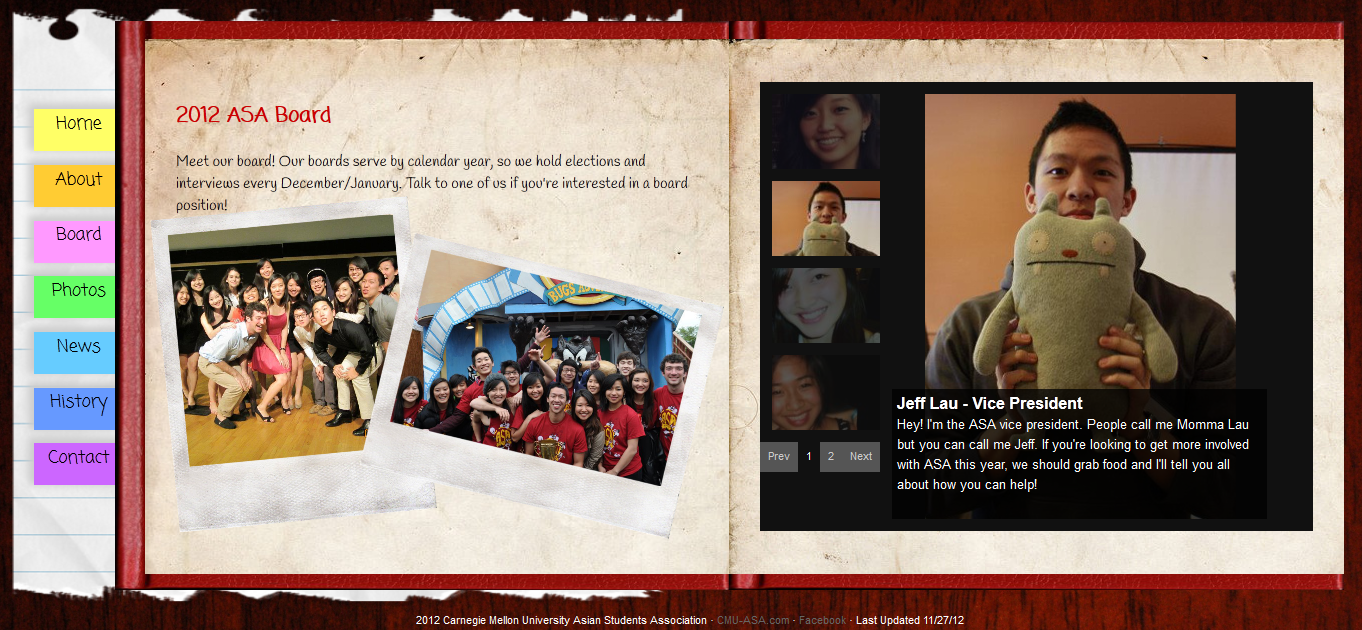 Home
About
Board
Photos
News
History
Contact
2012 ASA Board
Meet our board! Our boards serve by calendar year, so we hold elections and
interviews every December/January. Talk to one of us if you're interested in a board
position!
BUGS
ASA
Jeff Lau - Vice President
Hey! I'm the ASA vice president. People call me Momma Lau
but you can call me Jeff. If you're looking to get more involved
with ASA this year, we should grab food and I'll tell you all
about how you can help!
Prev 1 2 Next
2012 Carnegie Mellon University Asian Students Association - CMU-ASA.com - Facebook - Last Updated 11/27/12